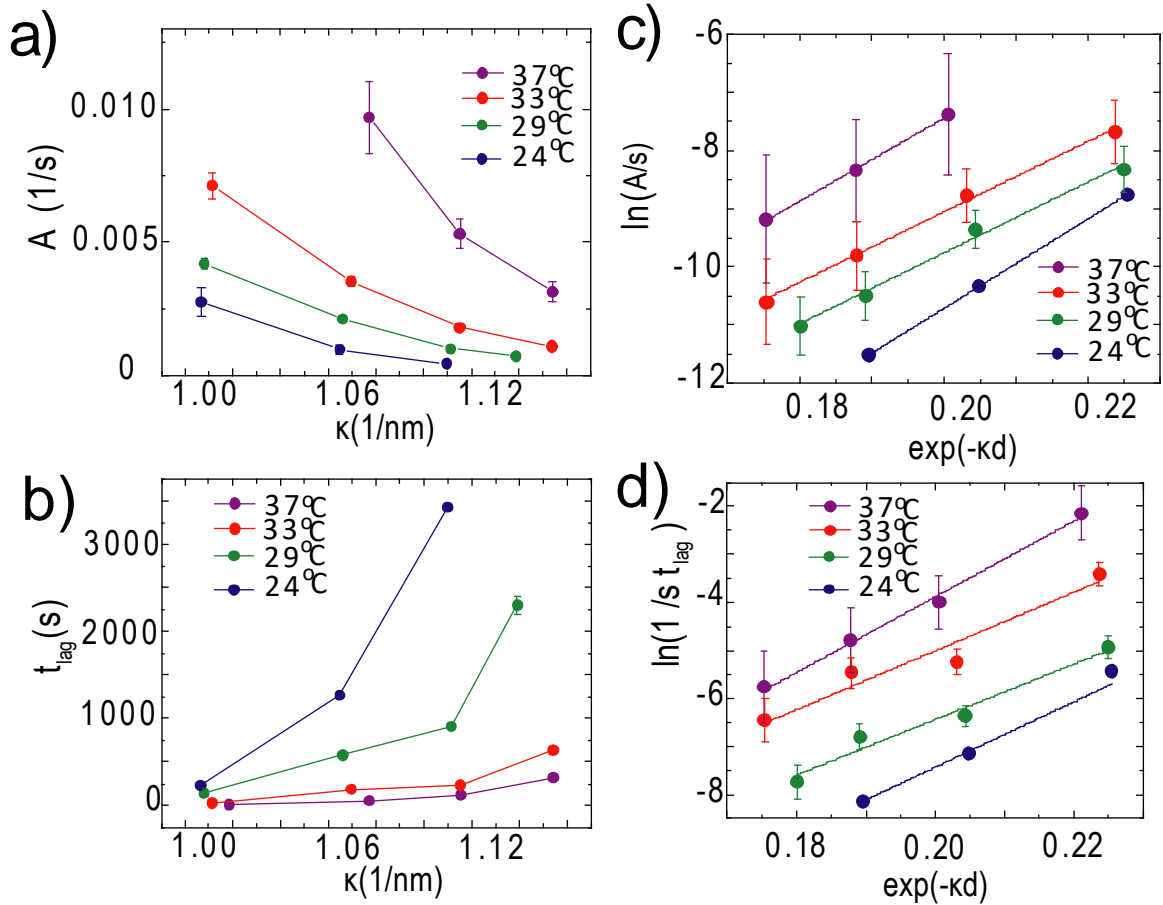 a)
A (1/s)
0.010
0.005
0
37°C
33°C
29°C
24°C
1.00 1.06 1.12
κ(1/nm)
c)
ln(A/s)
-6
-8
-10
-12
37°C
33°C
29°C
24°C
0.18 0.20 0.22
exp(-κd)
b)
t_lag(s)
3000
2000
1000
0
37°C
33°C
29°C
24°C
1.00 1.06 1.12
κ(1/nm)
d)
ln(1/s t_lag)
-2
-4
-6
-8
37°C
33°C
29°C
24°C
0.18 0.20 0.22
exp(-κd)